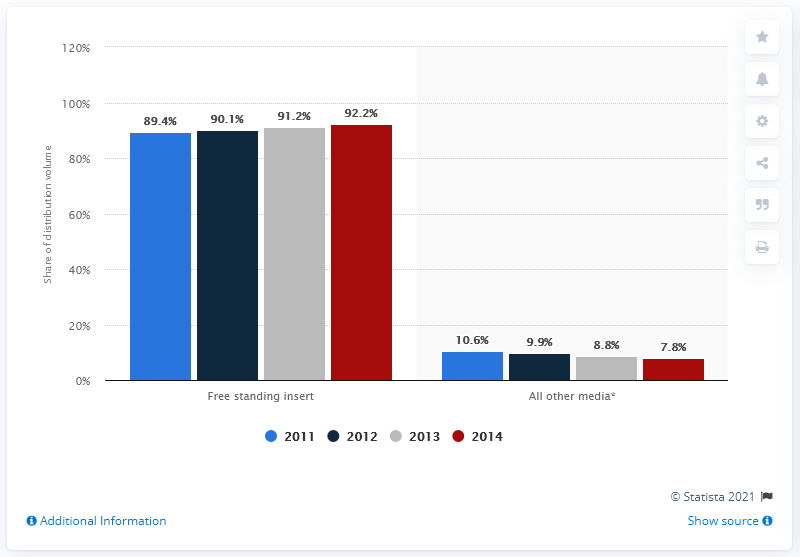 120%
100%
80%
60%
40%
20%
0%
Share of distribution volume
89.4%
90.1%
91.2%
92.2%
10.6%
9.9%
8.8%
7.8%
Free standing insert
All other media*
2011 2012 2013 2014
© Statista 2021
Additional Information
Show source